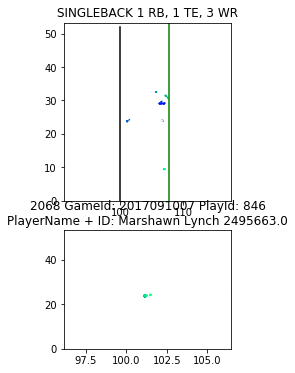 SINGLEBACK 1 RB, 1 TE, 3 WR
50
40
30
20
10
0
100
110
2068 GameId: 2017091007 PlayId: 846
PlayerName + ID: Marshawn Lynch 2495663.0
40
20
0
97.5 100.0 102.5 105.0